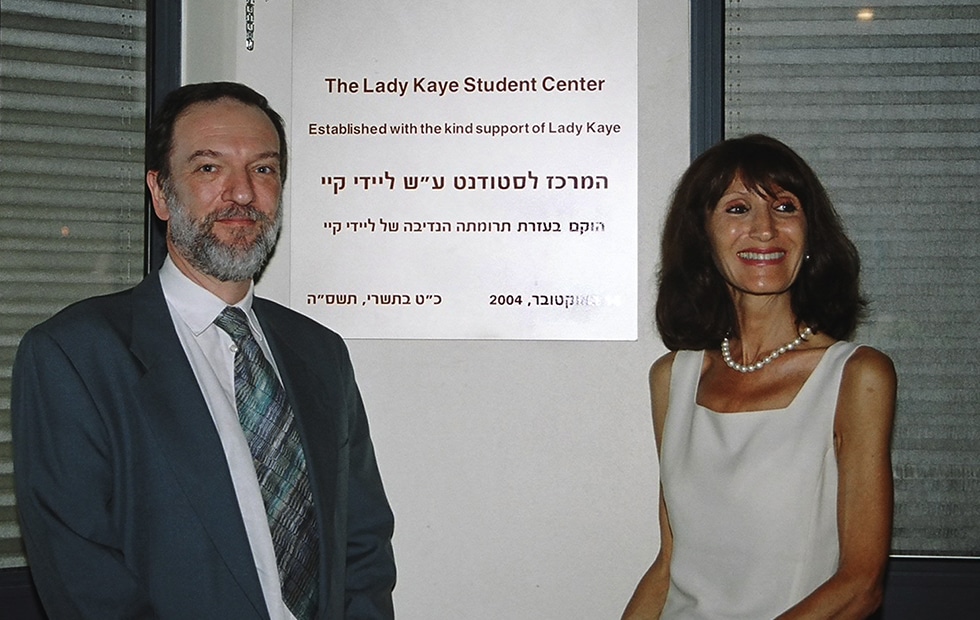 The Lady Kaye Student Center
Established with the kind support of Lady Kaye
המרכז לסטודנט ע״ש ליידי קיי
הוקם בעזרת תרומתה הנדיבה של ליידי קיי
כ״ט בתשרי, תשס״ה באוקטובר, 2004